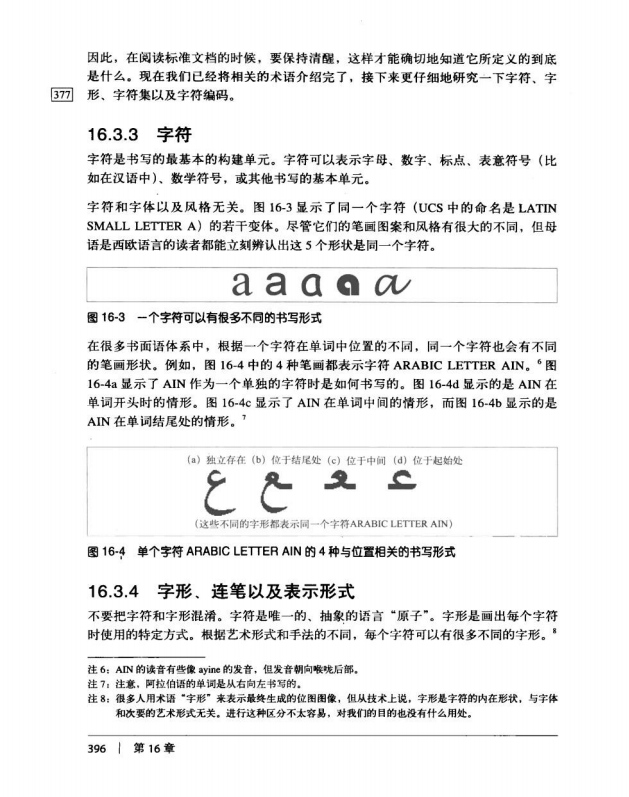 因此，在阅读标准文档的时候，要保持清醒，这样才能确切地知道它所定义的到底
是什么。现在我们已经将相关的术语介绍完了，接下来更仔细地研究一下字符、字
377 形、字符集以及字符编码。
16.3.3 字符
字符是书写的最基本的构建单元。字符可以表示字母、数字、标点、表意符号（比
如在汉语中）、数学符号，或其他书写的基本单元。
字符和字体以及风格无关。图 16-3 显示了同一个字符（UCS 中的命名是 LATIN
SMALL LETTER A）的若干变体。尽管它们的笔画图案和风格有很大的不同，但母
语是西欧语言的读者都能立刻辨认出这 5 个形状是同一个字符。
a a a a a
图 16-3 一个字符可以有很多不同的书写形式
在很多书面语体系中，根据一个字符在单词中位置的不同，同一个字符也会有不同
的笔画形状。例如，图 16-4 中的 4 种笔画都表示字符 ARABIC LETTER AIN。⁶ 图
16-4a 显示了 AIN 作为一个单独的字符时是如何书写的。图 16-4d 显示的是 AIN 在
单词开头时的情形。图 16-4c 显示了 AIN 在单词中间的情形，而图 16-4b 显示的是
AIN 在单词结尾处的情形。⁷
（a）独立存在（b）位于结尾处（c）位于中间（d）位于起始处
ع ـع ـعـ عـ
（这些不同的字形都表示同一个字符ARABIC LETTER AIN）
图 16-4 单个字符 ARABIC LETTER AIN 的 4 种与位置相关的书写形式
16.3.4 字形、连笔以及表示形式
不要把字符和字形混淆。字符是唯一的、抽象的语言“原子”。字形是画出每个字符
时使用的特定方式。根据艺术形式和手法的不同，每个字符可以有很多不同的字形。⁸
注 6：AIN 的读音有些像 ayine 的发音，但发音朝向喉咙后部。
注 7：注意，阿拉伯语的单词是从右向左书写的。
注 8：很多人用术语“字形”来表示最终生成的位图图像，但从技术上说，字形是字符的内在形状，与字体
和次要的艺术形式无关。进行这种区分不太容易，对我们的目的也没有什么用处。
396 | 第 16 章